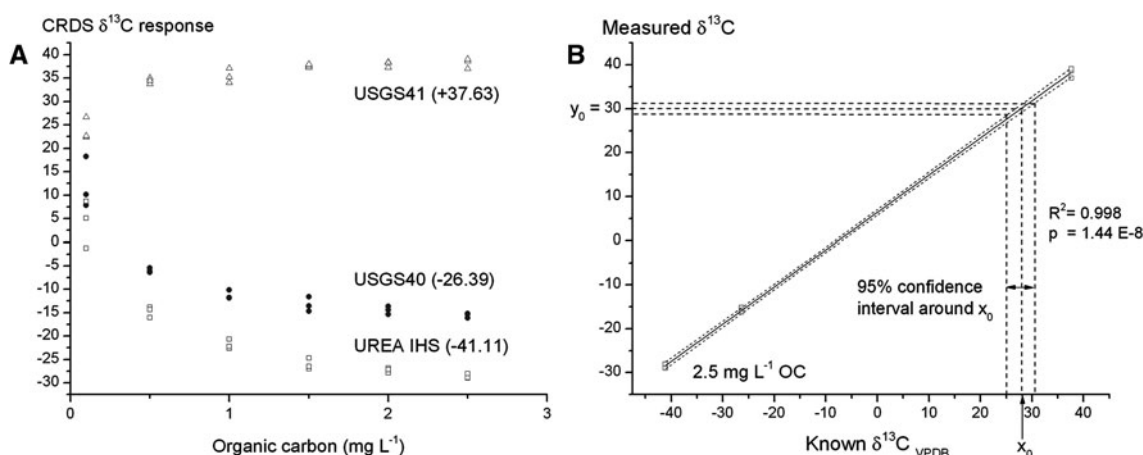 CRDS δ¹³C response
A
40
35
30
25
20
15
10
5
0
-5
-10
-15
-20
-25
-30
USGS41 (+37.63)
USGS40 (-26.39)
UREA IHS (-41.11)
0
1
2
3
Organic carbon (mg L⁻¹)
Measured δ¹³C
B
40
y₀ = 30
20
10
0
-10
-20
-30
R²= 0.998
p = 1.44 E-8
95% confidence
interval around x₀
2.5 mg L⁻¹ OC
-40
-30
-20
-10
0
10
20
30
40
Known δ¹³C VPDB
x₀